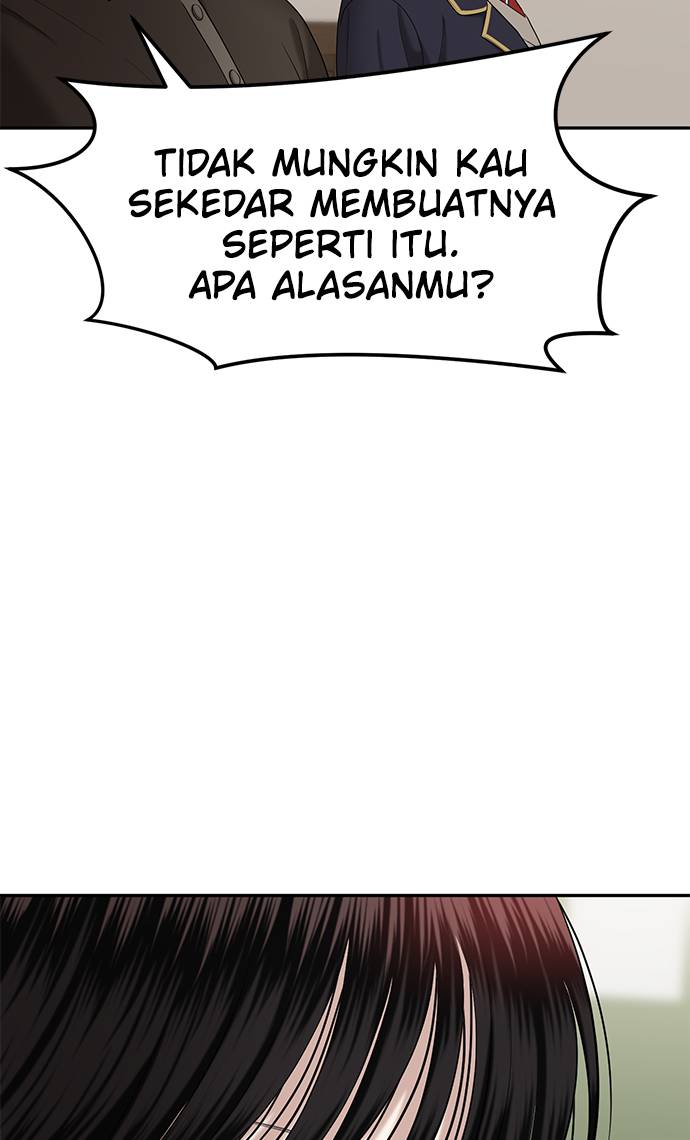 TIDAK MUNGKIN KAU
SEKEDAR MEMBUATNYA
SEPERTI ITU.
APA ALASANMU?